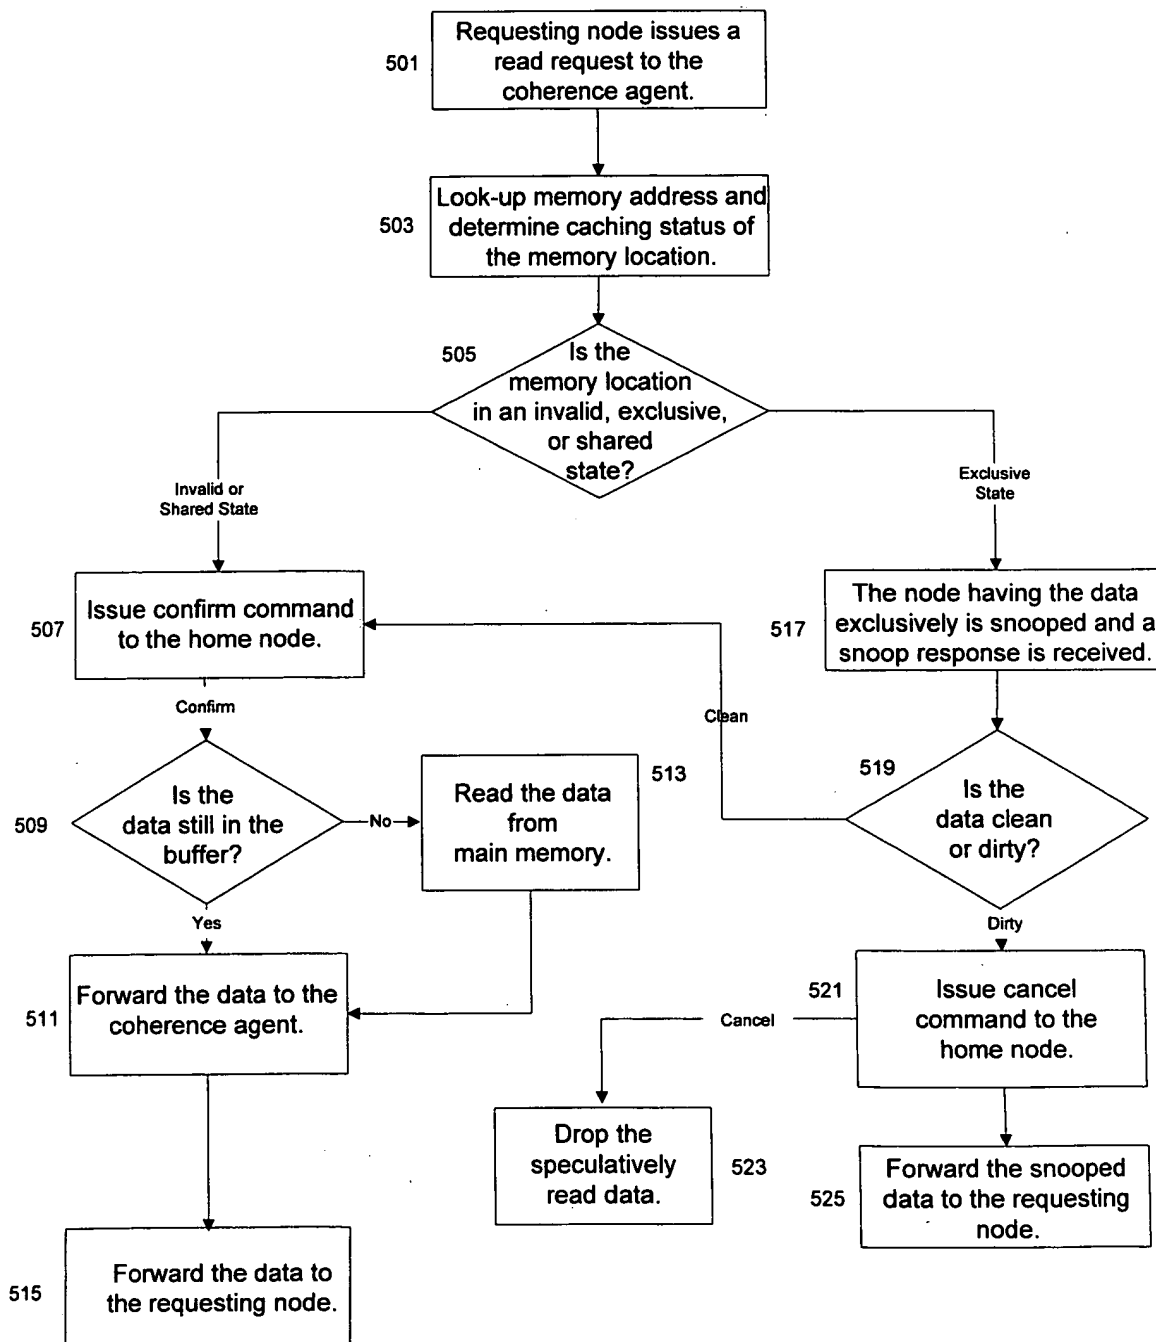 Requesting node issues a
501
read request to the
coherence agent.
Look-up memory address and
503
determine caching status of
the memory location.
505
Is the
memory location
in an invalid, exclusive,
or shared
state?
Invalid or
Shared State
Exclusive
State
507
Issue confirm command
to the home node.
517
The node having the data
exclusively is snooped and a
snoop response is received.
Confirm
Clean
509
Is the
data still in the
buffer?
No
513
Read the data
from
main memory.
519
Is the
data clean
or dirty?
Yes
Dirty
511
Forward the data to the
coherence agent.
521
Issue cancel
command to the
home node.
Cancel
Drop the
speculatively
read data.
523
525
Forward the snooped
data to the requesting
node.
515
Forward the data to
the requesting node.